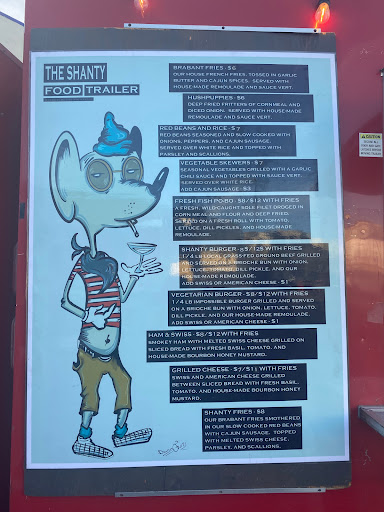 THE SHANTY
FOOD TRAILER
BRABANT FRIES - $6
OUR HOUSE FRENCH FRIES. TOSSED IN GARLIC
BUTTER AND CAJUN SPICES. SERVED WITH
HOUSE-MADE REMOULADE AND SAUCE VERT.
HUSHPUPPIES - $6
DEEP FRIED FRITTERS OF CORNMEAL AND
DICED ONION. SERVED WITH HOUSE-MADE
REMOULADE AND SAUCE VERT.
RED BEANS AND RICE - $7
RED BEANS SEASONED AND SLOW COOKED WITH
ONIONS, PEPPERS, AND CAJUN SAUSAGE.
SERVED OVER WHITE RICE AND TOPPED WITH
PARSLEY AND SCALLIONS.
VEGETABLE SKEWERS - $7
SEASONAL VEGETABLES GRILLED WITH A GARLIC
CHILI SAUCE AND TOPPED WITH SAUCE VERT.
SERVED OVER WHITE RICE.
ADD CAJUN SAUSAGE - $3
FRESH FISH PO-BO - $8/$12 WITH FRIES
A FRESH, WILD-CAUGHT SOLE FILET DROGED IN
CORN MEAL AND FLOUR AND DEEP FRIED.
SERVED ON A FRESH ROLL WITH TOMATO,
LETTUCE, DILL PICKLES, AND HOUSE-MADE
REMOULADE.
SHANTY BURGER - $8/$12 WITH FRIES
1/4 LB LOCAL GRASS-FED GROUND BEEF GRILLED
AND SERVED ON A BRIOCHE BUN WITH ONION,
LETTUCE, TOMATO, DILL PICKLE, AND OUR
HOUSE-MADE REMOULADE.
ADD SWISS OR AMERICAN CHEESE - $1
VEGETARIAN BURGER - $8/$12 WITH FRIES
1/4 LB IMPOSSIBLE BURGER GRILLED AND SERVED
ON A BRIOCHE BUN WITH ONION, LETTUCE, TOMATO,
DILL PICKLE, AND OUR HOUSE-MADE REMOULADE.
ADD SWISS OR AMERICAN CHEESE - $1
HAM & SWISS - $8/$12 WITH FRIES
SMOKEY HAM WITH MELTED SWISS CHEESE GRILLED ON
SLICED BREAD WITH FRESH BASIL, TOMATO, AND
HOUSE-MADE BOURBON HONEY MUSTARD.
GRILLED CHEESE - $7/$11 WITH FRIES
SWISS AND AMERICAN CHEESE GRILLED
BETWEEN SLICED BREAD WITH FRESH BASIL,
TOMATO, AND HOUSE-MADE BOURBON HONEY
MUSTARD.
SHANTY FRIES - $8
OUR BRABANT FRIES SMOTHERED
IN OUR SLOW COOKED RED BEANS
WITH CAJUN SAUSAGE. TOPPED
WITH MELTED SWISS CHEESE,
PARSLEY, AND SCALLIONS.
CAUTION